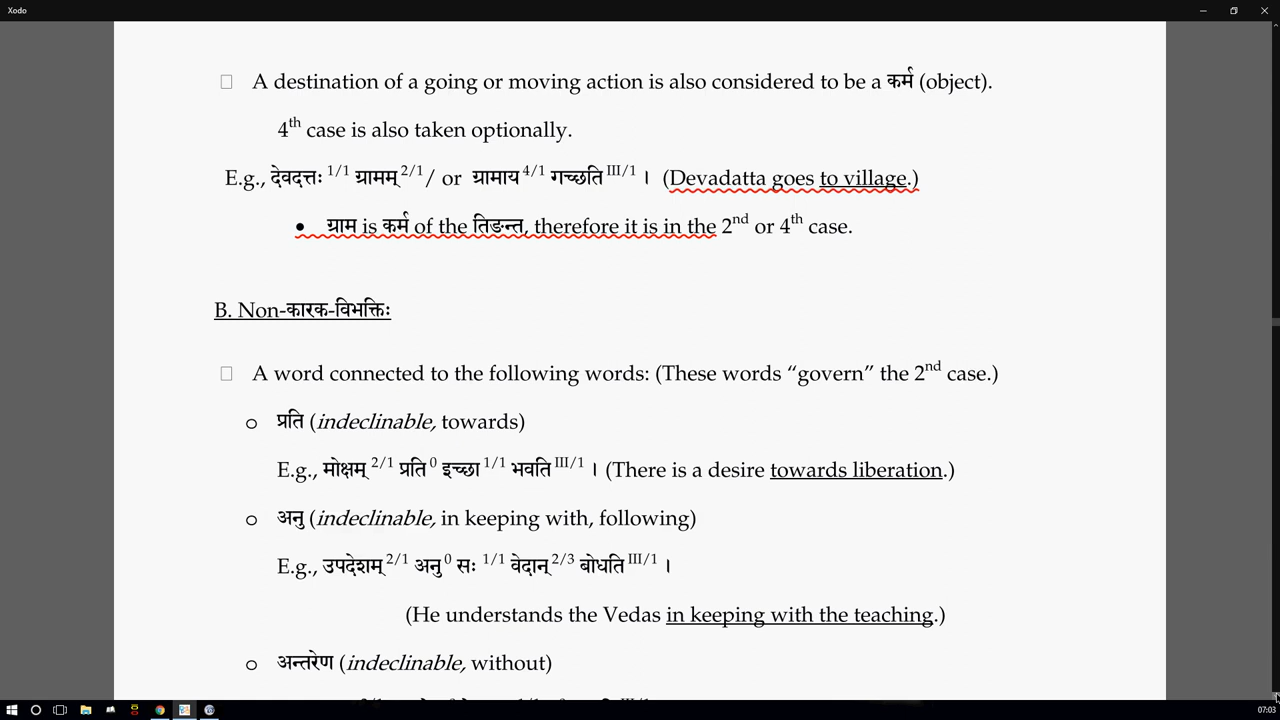 Xodo
A destination of a going or moving action is also considered to be a कर्म (object).
4th case is also taken optionally.
E.g., देवदत्तः 1/1 ग्रामम् 2/1/ or ग्रामाय 4/1 गच्छति III/1 । (Devadatta goes to village.)
• ग्राम is कर्म of the तिङन्त, therefore it is in the 2nd or 4th case.
B. Non-कारक-विभक्तिः
A word connected to the following words: (These words “govern” the 2nd case.)
o प्रति (indeclinable, towards)
E.g., मोक्षम् 2/1 प्रति 0 इच्छा 1/1 भवति III/1 । (There is a desire towards liberation.)
o अनु (indeclinable, in keeping with, following)
E.g., उपदेशम् 2/1 अनु 0 सः 1/1 वेदान् 2/3 बोधति III/1 ।
(He understands the Vedas in keeping with the teaching.)
o अन्तरेण (indeclinable, without)
07:03